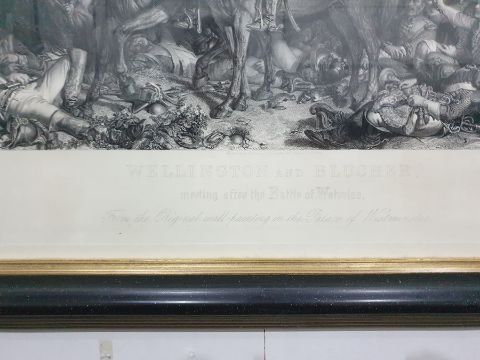 WELLINGTON AND BLUCHER,
meeting after the Battle of Waterloo.
From the Original wall-painting in the Palace of Westminster